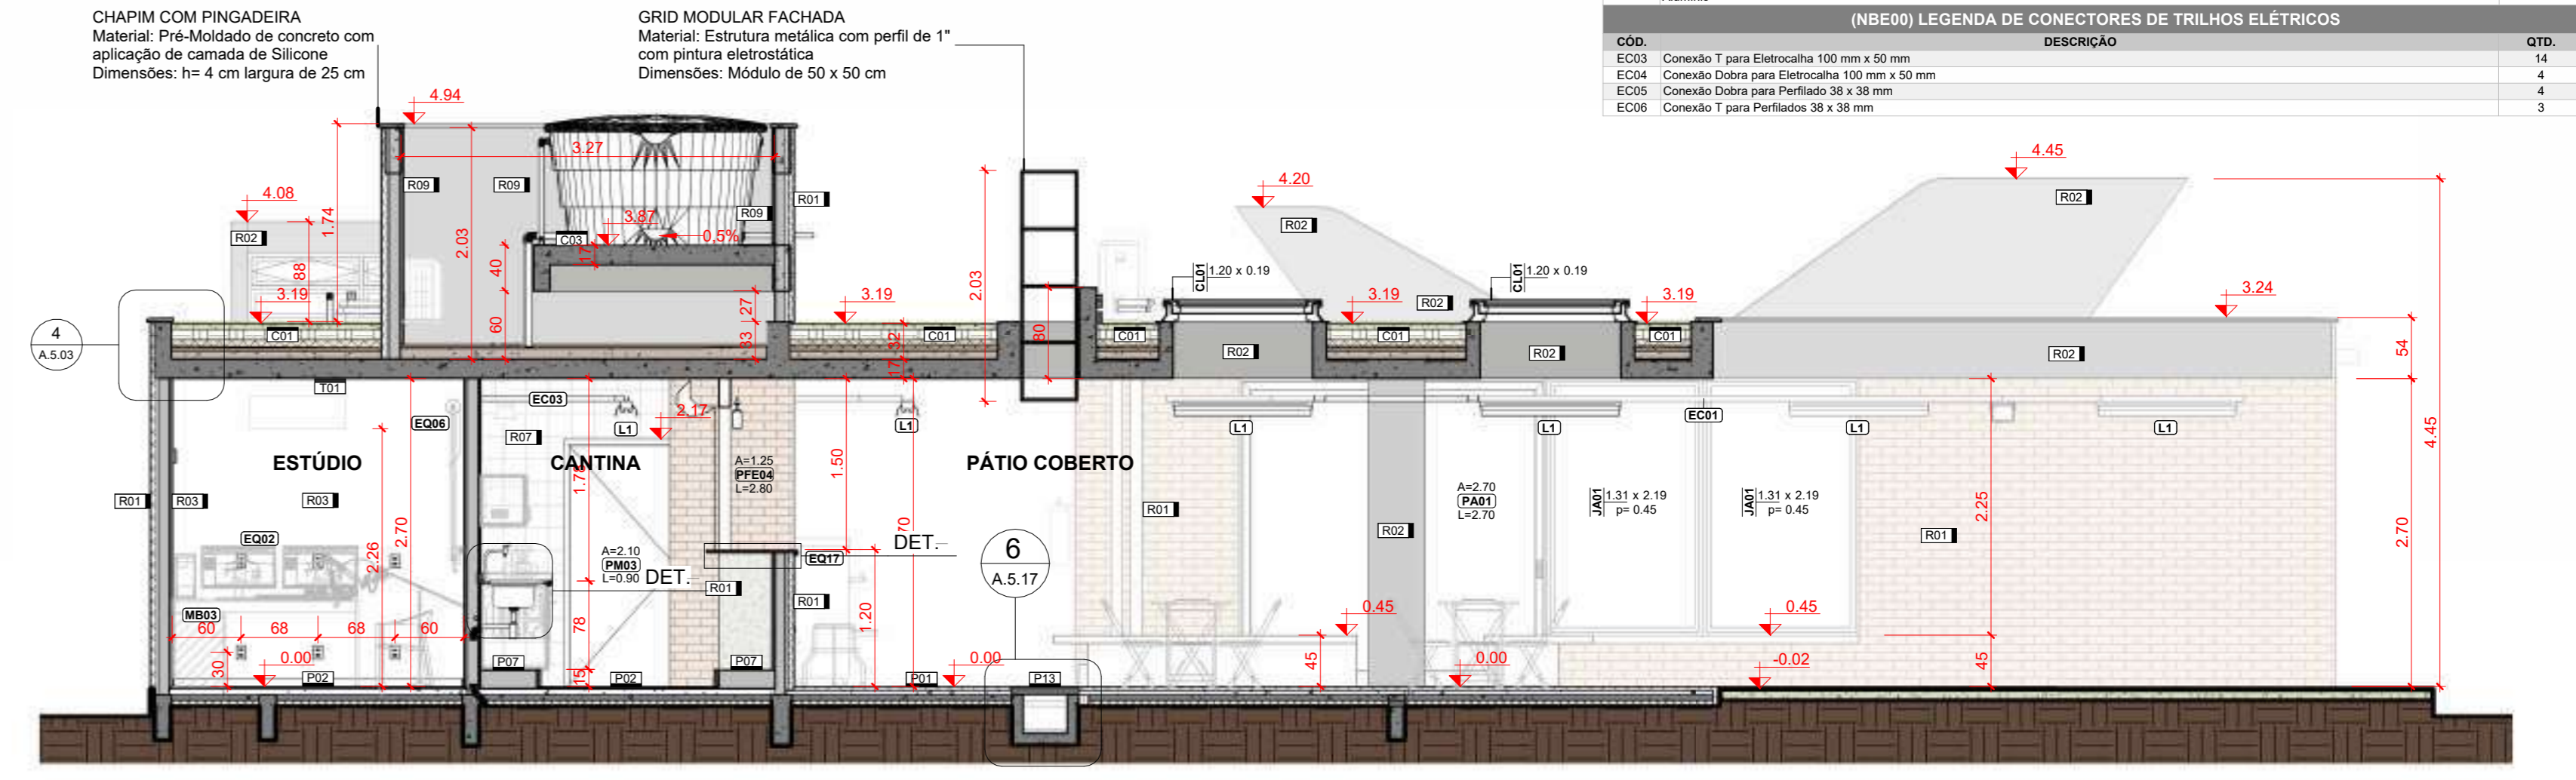 CHAPIM COM PINGADEIRA
Material: Pré-Moldado de concreto com
aplicação de camada de Silicone
Dimensões: h= 4 cm largura de 25 cm
GRID MODULAR FACHADA
Material: Estrutura metálica com perfil de 1"
com pintura eletrostática
Dimensões: Módulo de 50 x 50 cm
(NBE00) LEGENDA DE CONECTORES DE TRILHOS ELÉTRICOS
CÓD. DESCRIÇÃO QTD.
EC03 Conexão T para Eletrocalha 100 mm x 50 mm 14
EC04 Conexão Dobra para Eletrocalha 100 mm x 50 mm 4
EC05 Conexão Dobra para Perfilado 38 x 38 mm 4
EC06 Conexão T para Perfilados 38 x 38 mm 3
4.94
3.27
4.45
4.20
4.08
R09 R09 R01 R02
1.74
R02
R09
R02
3.87
C03
0,5%
2.03
17
40
88
2.03
CL01 1.20 x 0.19
CL01 1.20 x 0.19
3.19
3.19
3.19
R02
3.19
3.24
27
60
33
32
17
80
4
A.5.03
C01
C01
C01
C01
C01
R02
R02
R02
54
T01
EC03
L1
2.17
L1
EC01
L1
L1
L1
L1
EQ06
R07
4.45
ESTÚDIO
CANTINA
PÁTIO COBERTO
A=1.25
PFE04
L=2.80
1.50
1.78
R01
R03
R03
R01
A=2.70
PA01
L=2.70
JA01 1.31 x 2.19
p= 0.45
JA01 1.31 x 2.19
p= 0.45
2.25
2.70
2.26
2.70
70
R02
R01
EQ02
DET.
6
A.5.17
A=2.10
PM03
L=0.90
DET.
EQ17
R01
R01
MB03
60 68 68 60
78
1.20
0.45
0.45
30
0.00
P02
P07
15
P02
P07
P01
0.00
P13
45
0.00
-0.02
45